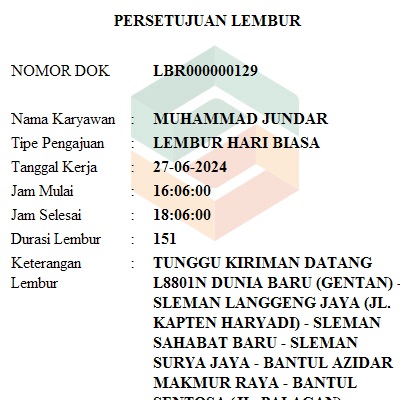 PERSETUJUAN LEMBUR
NOMOR DOK LBR000000129
Nama Karyawan : MUHAMMAD JUNDAR
Tipe Pengajuan : LEMBUR HARI BIASA
Tanggal Kerja : 27-06-2024
Jam Mulai : 16:06:00
Jam Selesai : 18:06:00
Durasi Lembur : 151
Keterangan : TUNGGU KIRIMAN DATANG
Lembur L8801N DUNIA BARU (GENTAN) -
SLEMAN LANGGENG JAYA (JL.
KAPTEN HARYADI) - SLEMAN
SAHABAT BARU - SLEMAN
SURYA JAYA - BANTUL AZIDAR
MAKMUR RAYA - BANTUL
SENTOSA (JL. PALAGAN)